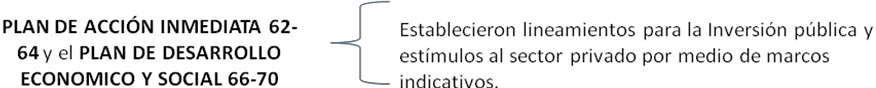 PLAN DE ACCIÓN INMEDIATA 62-
64 y el PLAN DE DESARROLLO
ECONOMICO Y SOCIAL 66-70
Establecieron lineamientos para la Inversión pública y
estímulos al sector privado por medio de marcos
indicativos.